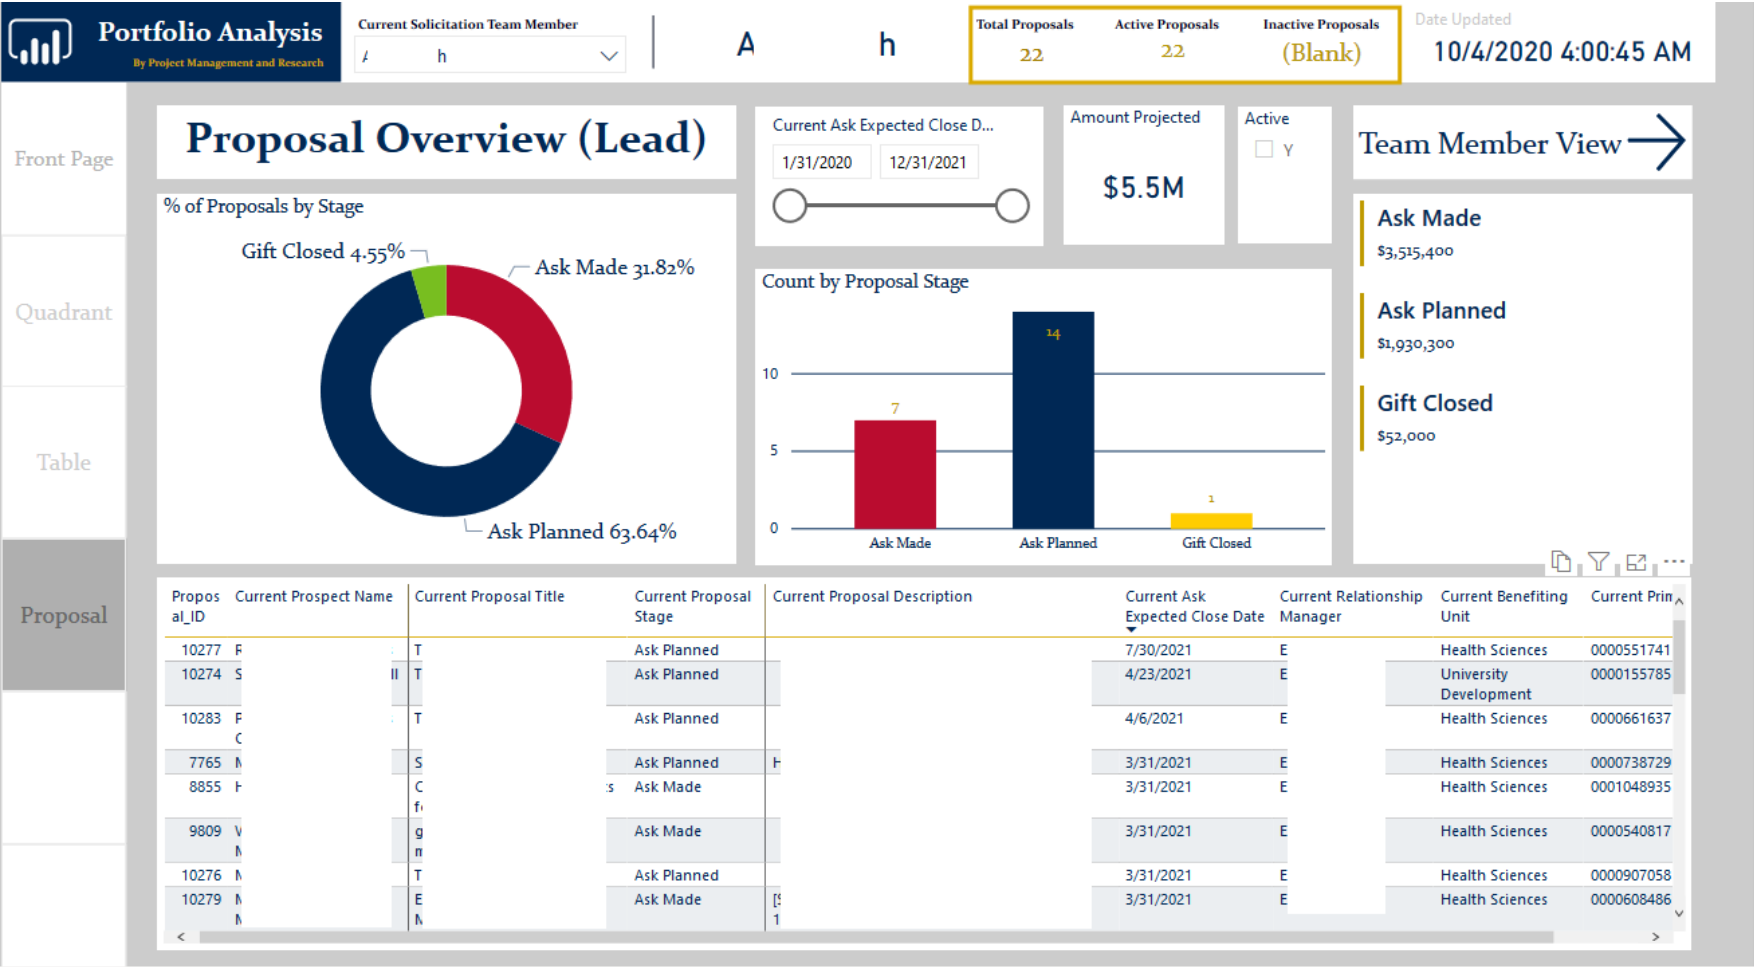 Portfolio Analysis
By Project Management and Research
Current Solicitation Team Member
h
h
Total Proposals
22
Active Proposals
22
Inactive Proposals
(Blank)
Date Updated
10/4/2020 4:00:45 AM
Front Page
Quadrant
Table
Proposal
Proposal Overview (Lead)
Current Ask Expected Close D...
1/31/2020 12/31/2021
Amount Projected
$5.5M
Active
Y
Team Member View
% of Proposals by Stage
Gift Closed 4.55%
Ask Made 31.82%
Ask Planned 63.64%
Count by Proposal Stage
10
5
0
7
14
1
Ask Made Ask Planned Gift Closed
Ask Made
$3,515,400
Ask Planned
$1,930,300
Gift Closed
$52,000
Propos
al_ID
Current Prospect Name
Current Proposal Title
Current Proposal
Stage
Current Proposal Description
Current Ask
Expected Close Date
Current Relationship
Manager
Current Benefiting
Unit
Current Prim
10277 T Ask Planned 7/30/2021 E Health Sciences 0000551741
10274 S ll T Ask Planned 4/23/2021 E University 0000155785
Development
10283 T Ask Planned 4/6/2021 E Health Sciences 0000661637
7765 S Ask Planned 3/31/2021 E Health Sciences 0000738729
8855 C Ask Made 3/31/2021 E Health Sciences 0001048935
9809 g Ask Made 3/31/2021 E Health Sciences 0000540817
10276 T Ask Planned 3/31/2021 E Health Sciences 0000907058
10279 E Ask Made 3/31/2021 E Health Sciences 0000608486